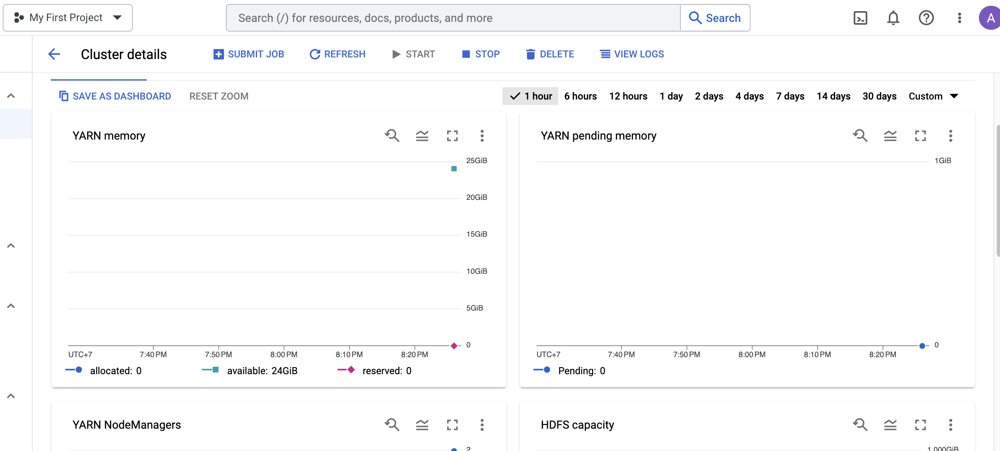 My First Project
Search (/) for resources, docs, products, and more
Search
A
Cluster details
SUBMIT JOB
REFRESH
START
STOP
DELETE
VIEW LOGS
SAVE AS DASHBOARD
RESET ZOOM
1 hour
6 hours
12 hours
1 day
2 days
4 days
7 days
14 days
30 days
Custom
YARN memory
25GiB
20GiB
15GiB
10GiB
5GiB
0
UTC+7
7:40 PM
7:50 PM
8:00 PM
8:10 PM
8:20 PM
allocated: 0
available: 24GiB
reserved: 0
YARN pending memory
1GiB
0
UTC+7
7:40 PM
7:50 PM
8:00 PM
8:10 PM
8:20 PM
Pending: 0
YARN NodeManagers
2
HDFS capacity
1,000GiB